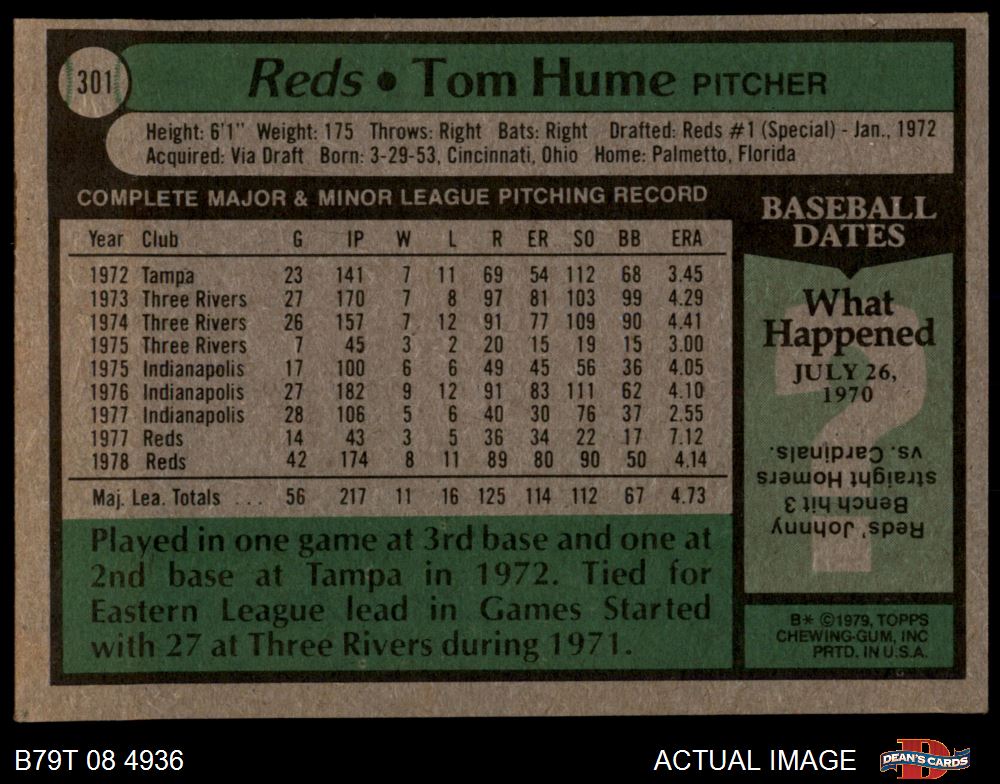 301
Reds • Tom Hume PITCHER
Height: 6'1" Weight: 175 Throws: Right Bats: Right Drafted: Reds #1 (Special) - Jan., 1972
Acquired: Via Draft Born: 3-29-53, Cincinnati, Ohio Home: Palmetto, Florida
COMPLETE MAJOR & MINOR LEAGUE PITCHING RECORD
Year Club G IP W L R ER SO BB ERA
1972 Tampa 23 141 7 11 69 54 112 68 3.45
1973 Three Rivers 27 170 7 8 97 81 103 99 4.29
1974 Three Rivers 26 157 7 12 91 77 109 90 4.41
1975 Three Rivers 7 45 3 2 20 15 19 15 3.00
1975 Indianapolis 17 100 6 6 49 45 56 36 4.05
1976 Indianapolis 27 182 9 12 91 83 111 62 4.10
1977 Indianapolis 28 106 5 6 40 30 76 37 2.55
1977 Reds 14 43 3 5 36 34 22 17 7.12
1978 Reds 42 174 8 11 89 80 90 50 4.14
Maj. Lea. Totals ... 56 217 11 16 125 114 112 67 4.73
Played in one game at 3rd base and one at
2nd base at Tampa in 1972. Tied for
Eastern League lead in Games Started
with 27 at Three Rivers during 1971.
BASEBALL
DATES
What
Happened
JULY 26,
1970
?
Reds' Johnny
Bench hit 3
straight homers
vs. Cardinals.
B* ©1979, TOPPS
CHEWING-GUM, INC
PRTD. IN U.S.A.
B79T 08 4936
ACTUAL IMAGE
D
DEAN'S CARDS